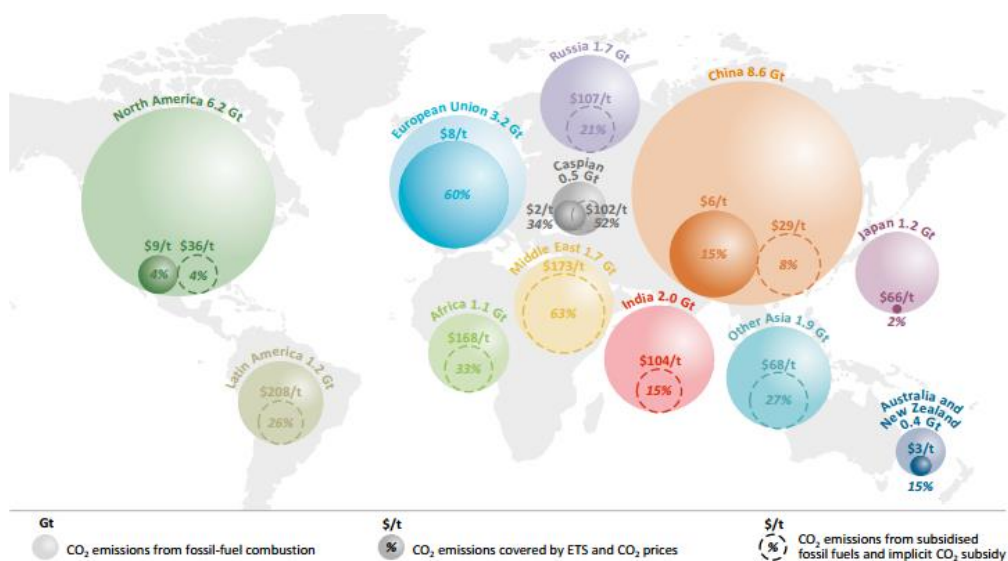 Russia 1.7 Gt
$107/t
21%
China 8.6 Gt
$6/t
15%
$29/t
8%
North America 6.2 Gt
$9/t
4%
$36/t
4%
European Union 3.2 Gt
$8/t
60%
Caspian
0.5 Gt
$2/t
34%
$102/t
52%
Japan 1.2 Gt
$66/t
2%
Middle East 1.7 Gt
$173/t
63%
Africa 1.1 Gt
$168/t
33%
India 2.0 Gt
$104/t
15%
Other Asia 1.9 Gt
$68/t
27%
Latin America 1.2 Gt
$208/t
26%
Australia and
New Zealand
0.4 Gt
$3/t
15%
Gt
CO₂ emissions from fossil-fuel combustion
$/t
%
CO₂ emissions covered by ETS and CO₂ prices
$/t
%
CO₂ emissions from subsidised
fossil fuels and implicit CO₂ subsidy